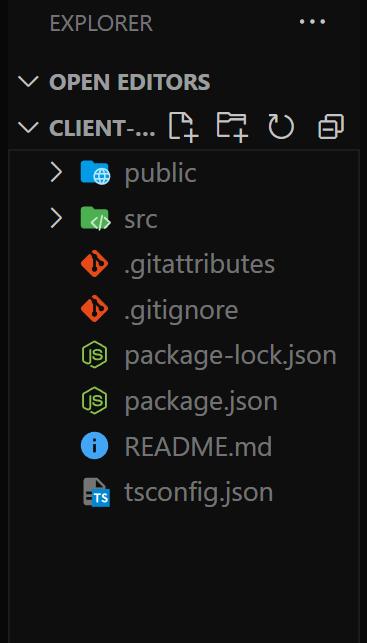 EXPLORER ...
OPEN EDITORS
CLIENT-...
public
src
.gitattributes
.gitignore
package-lock.json
package.json
README.md
tsconfig.json